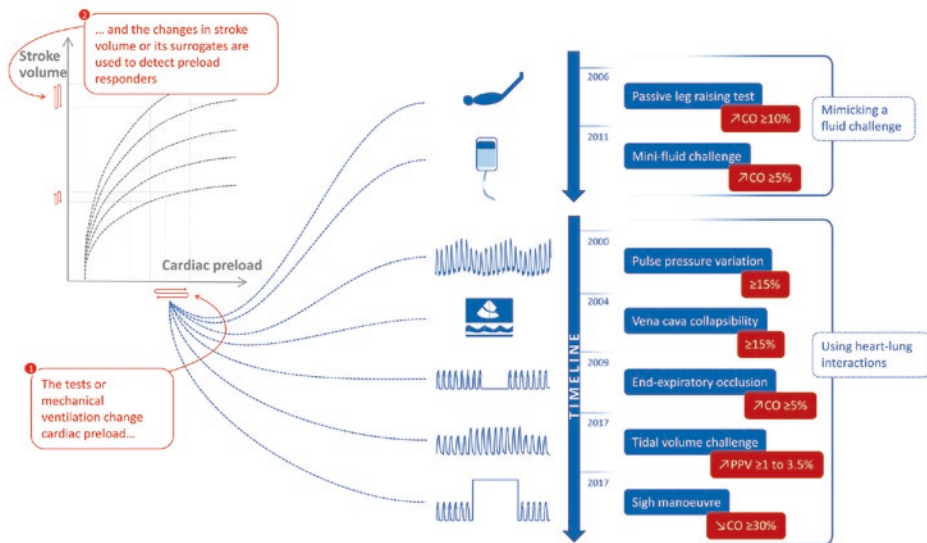 2
... and the changes in stroke
volume or its surrogates are
used to detect preload
responders
Stroke
volume
Cardiac preload
1
The tests or
mechanical
ventilation change
cardiac preload...
TIMELINE
2006
Passive leg raising test
↗CO ≥10%
2011
Mini-fluid challenge
↗CO ≥5%
Mimicking a
fluid challenge
2000
Pulse pressure variation
≥15%
2004
Vena cava collapsibility
≥15%
2009
End-expiratory occlusion
↗CO ≥5%
2017
Tidal volume challenge
↗PPV ≥1 to 3.5%
2017
Sigh manoeuvre
↘CO ≥30%
Using heart-lung
interactions